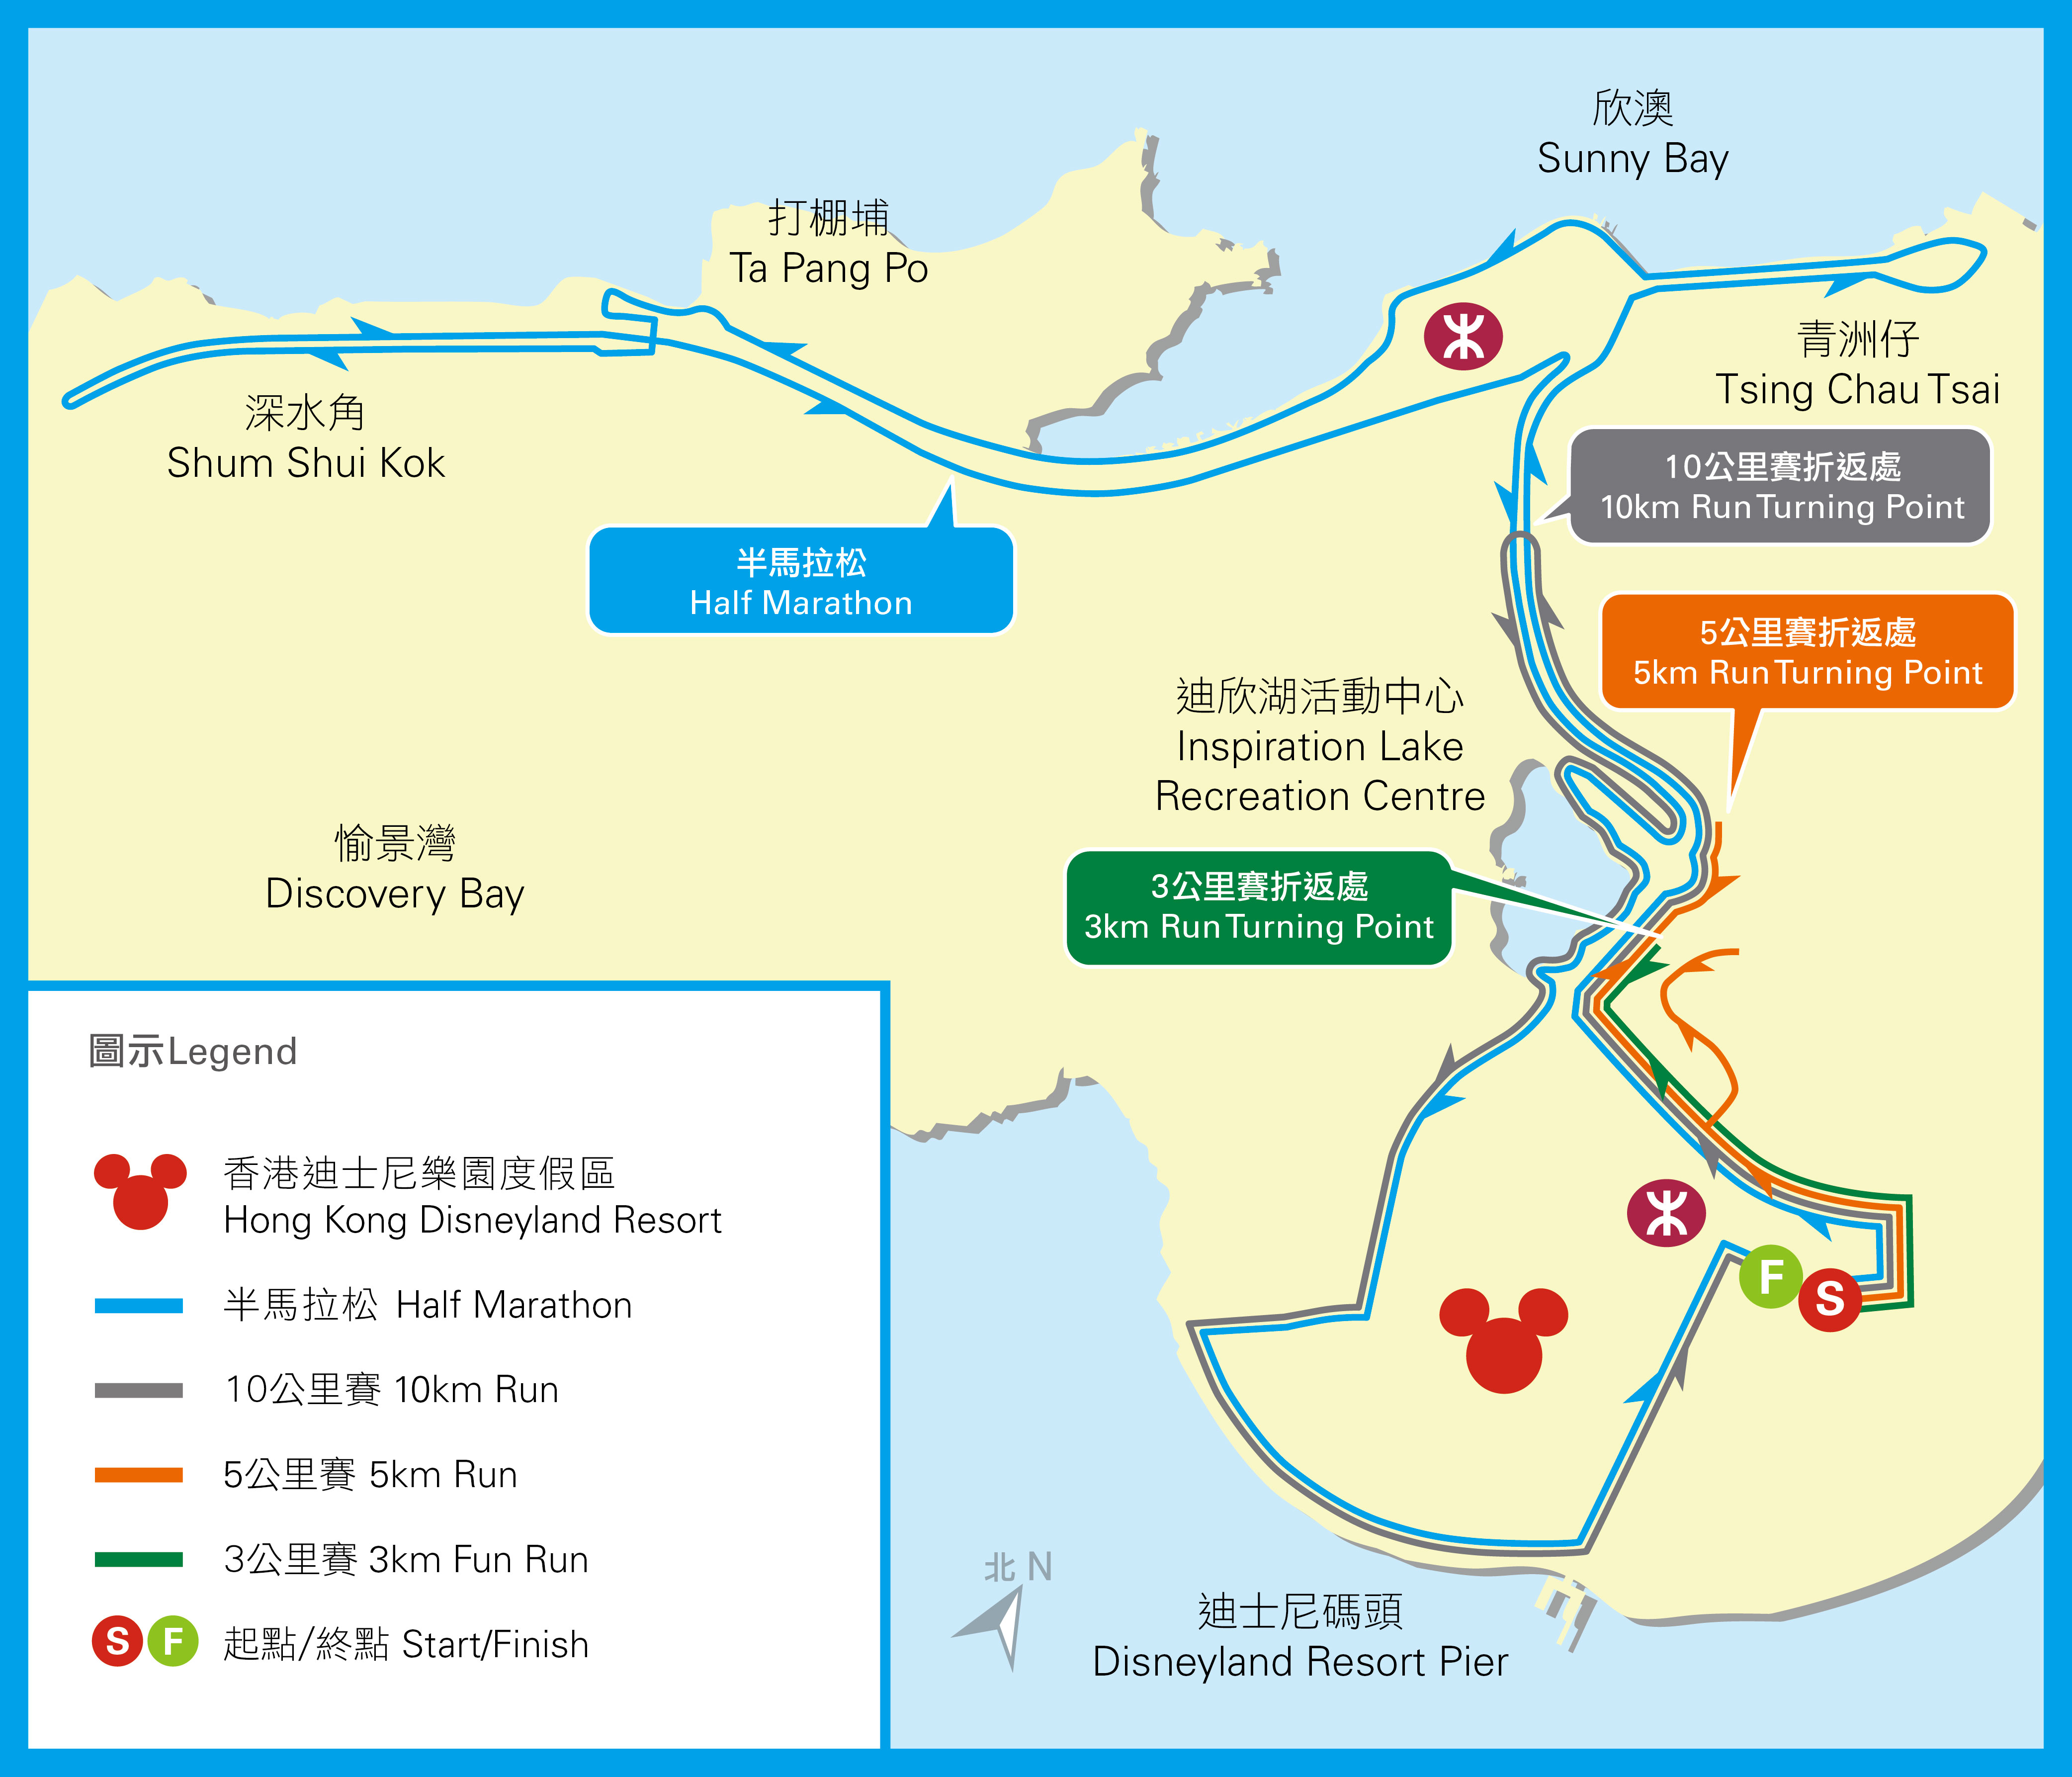 欣澳
Sunny Bay
打棚埔
Ta Pang Po
青洲仔
Tsing Chau Tsai
深水角
Shum Shui Kok
10公里賽折返處
10km Run Turning Point
半馬拉松
Half Marathon
5公里賽折返處
5km Run Turning Point
迪欣湖活動中心
Inspiration Lake
Recreation Centre
愉景灣
Discovery Bay
3公里賽折返處
3km Run Turning Point
圖示Legend
香港迪士尼樂園度假區
Hong Kong Disneyland Resort
半馬拉松 Half Marathon
10公里賽 10km Run
5公里賽 5km Run
3公里賽 3km Fun Run
S F 起點/終點 Start/Finish
F
S
北 N
迪士尼碼頭
Disneyland Resort Pier